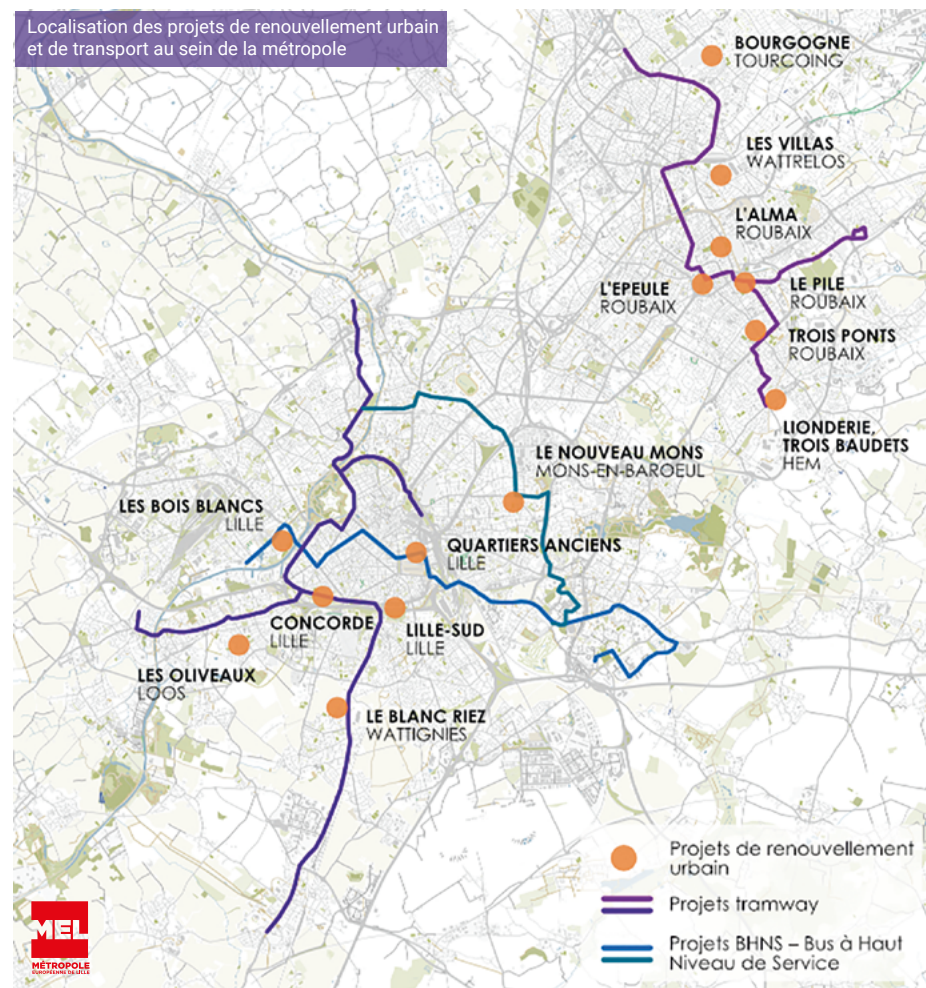 Localisation des projets de renouvellement urbain
et de transport au sein de la métropole
BOURGOGNE
TOURCOING
LES VILLAS
WATTRELOS
L'ALMA
ROUBAIX
L'EPEULE
ROUBAIX
LE PILE
ROUBAIX
TROIS PONTS
ROUBAIX
LIONDERIE,
TROIS BAUDETS
HEM
LE NOUVEAU MONS
MONS-EN-BAROEUL
LES BOIS BLANCS
LILLE
QUARTIERS ANCIENS
LILLE
CONCORDE
LILLE
LILLE-SUD
LILLE
LES OLIVEAUX
LOOS
LE BLANC RIEZ
WATTIGNIES
Projets de renouvellement
urbain
Projets tramway
Projets BHNS – Bus à Haut
Niveau de Service
MEL
MÉTROPOLE
EUROPÉENNE DE LILLE